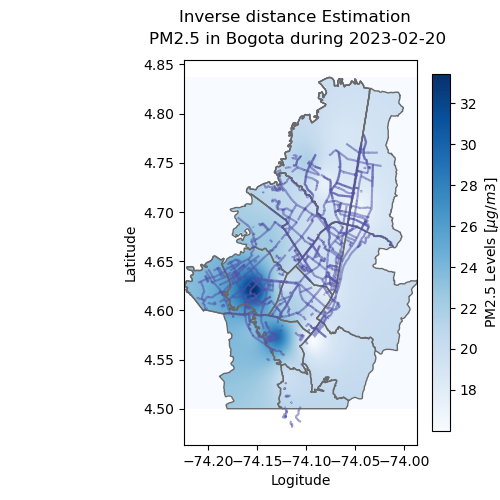 Inverse distance Estimation
PM2.5 in Bogota during 2023-02-20
4.85
4.80
4.75
4.70
4.65
4.60
4.55
4.50
Latitude
−74.20 −74.15 −74.10 −74.05 −74.00
Logitude
32
30
28
26
24
22
20
18
PM2.5 Levels [μg/m3]